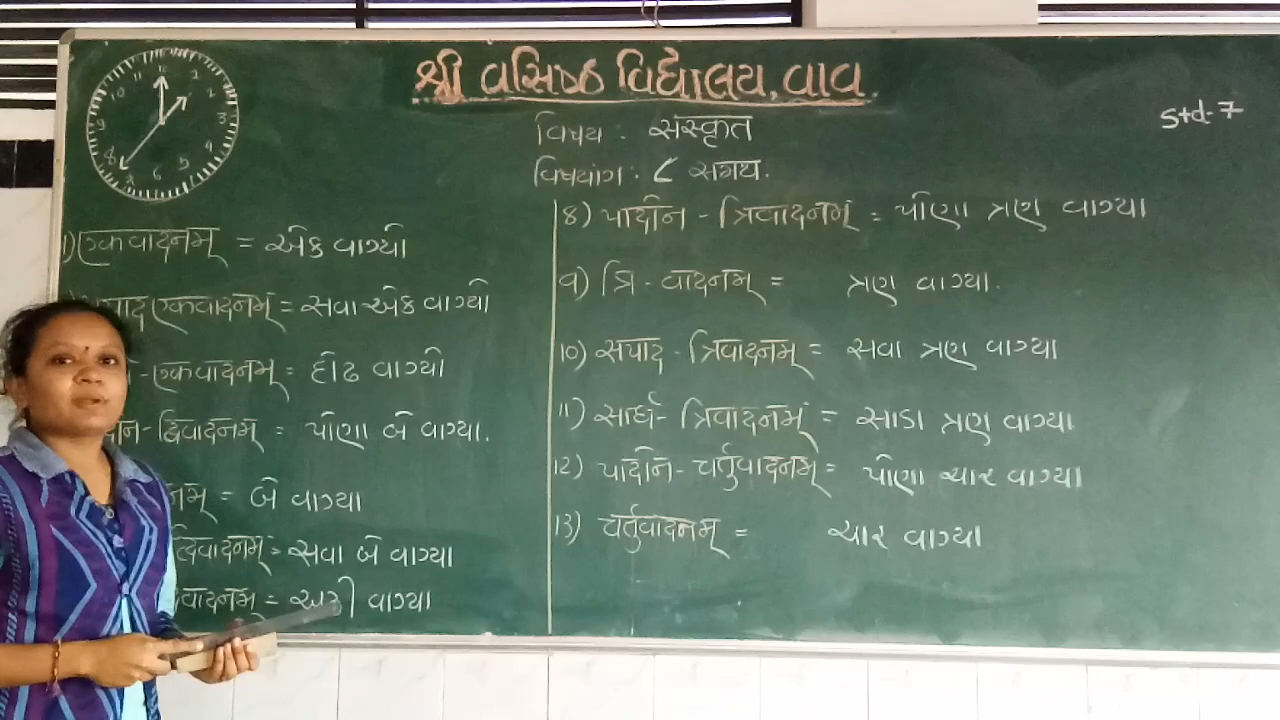 શ્રી વસિષ્ઠ વિદ્યાલય, વાવ.
Std-7
વિષય : સંસ્કૃત
વિષયાંગ : ૮ સમય.
1) एकवादनम् = એક વાગ્યો
एकवादनम् = સવા એક વાગ્યો
-एकवादनम् = દોઢ વાગ્યો
-द्विवादनम् = પોણા બે વાગ્યા.
= બે વાગ્યા
= સવા બે વાગ્યા
= અઢી વાગ્યા
8) पादोन - त्रिवादनम् = પોણા ત્રણ વાગ્યા
9) त्रि - वादनम् = ત્રણ વાગ્યા.
10) सपाद - त्रिवादनम् = સવા ત્રણ વાગ્યા
11) सार्ध - त्रिवादनम् = સાડા ત્રણ વાગ્યા
12) पादोन - चर्तुवादनम् = પોણા ચાર વાગ્યા
13) चर्तुवादनम् = ચાર વાગ્યા